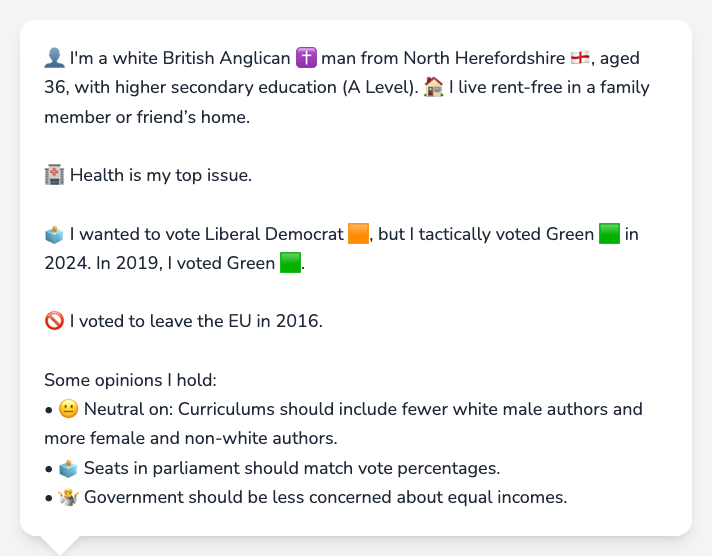 👤 I'm a white British Anglican ✝️ man from North Herefordshire 🏴󠁧󠁢󠁥󠁮󠁧󠁿, aged
36, with higher secondary education (A Level). 🏠 I live rent-free in a family
member or friend’s home.
🏥 Health is my top issue.
🗳️ I wanted to vote Liberal Democrat 🟧, but I tactically voted Green 🟩 in
2024. In 2019, I voted Green 🟩.
🚫 I voted to leave the EU in 2016.
Some opinions I hold:
• 😐 Neutral on: Curriculums should include fewer white male authors and
more female and non-white authors.
• 🗳️ Seats in parliament should match vote percentages.
• 🤷 Government should be less concerned about equal incomes.